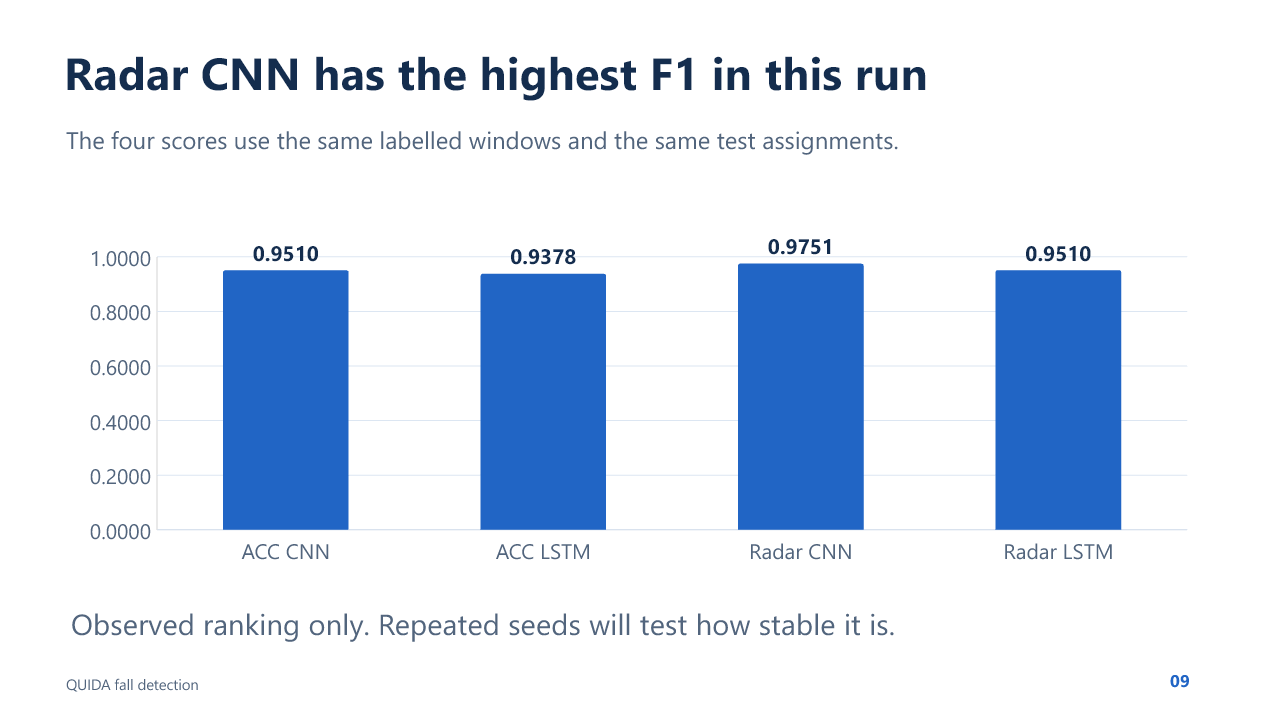 Radar CNN has the highest F1 in this run
The four scores use the same labelled windows and the same test assignments.
1.0000
0.8000
0.6000
0.4000
0.2000
0.0000
0.9510
0.9378
0.9751
0.9510
ACC CNN
ACC LSTM
Radar CNN
Radar LSTM
Observed ranking only. Repeated seeds will test how stable it is.
QUIDA fall detection
09